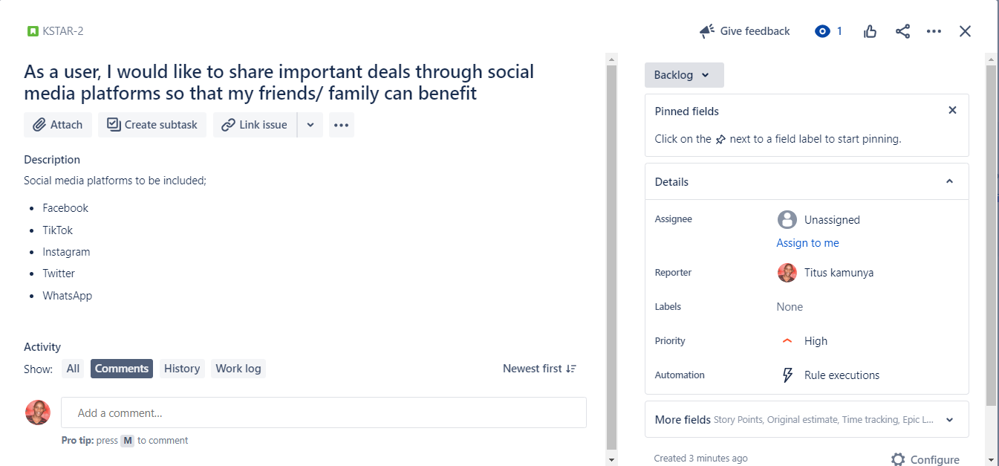 KSTAR-2
Give feedback
1
As a user, I would like to share important deals through social
media platforms so that my friends/ family can benefit
Attach
Create subtask
Link issue
Description
Social media platforms to be included;
Facebook
TikTok
Instagram
Twitter
WhatsApp
Activity
Show:
All
Comments
History
Work log
Newest first
Add a comment...
Pro tip: press M to comment
Backlog
Pinned fields
Click on the next to a field label to start pinning.
Details
Assignee
Unassigned
Assign to me
Reporter
Titus kamunya
Labels
None
Priority
High
Automation
Rule executions
More fields Story Points, Original estimate, Time tracking, Epic L...
Created 3 minutes ago
Configure